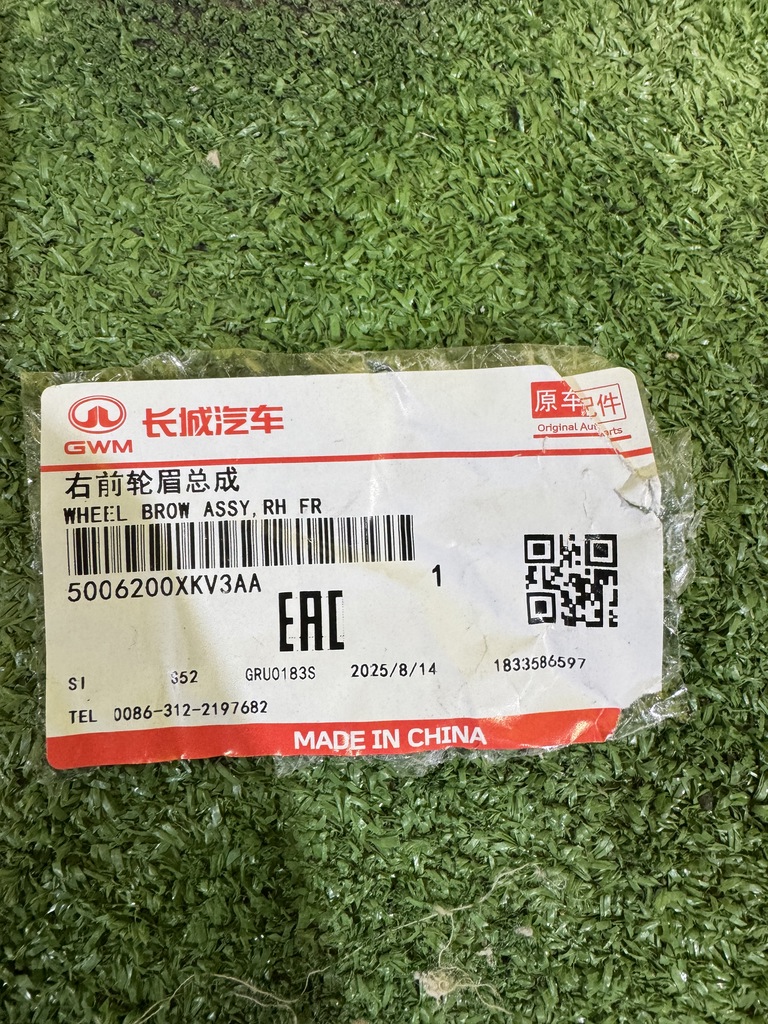 GWM 长城汽车
原车配件
Original Au parts
右前轮眉总成
WHEEL BROW ASSY,RH FR
5006200XKV3AA
1
EAC
SI S52 GRU0183S 2025/8/14 1833586597
TEL 0086-312-2197682
MADE IN CHINA